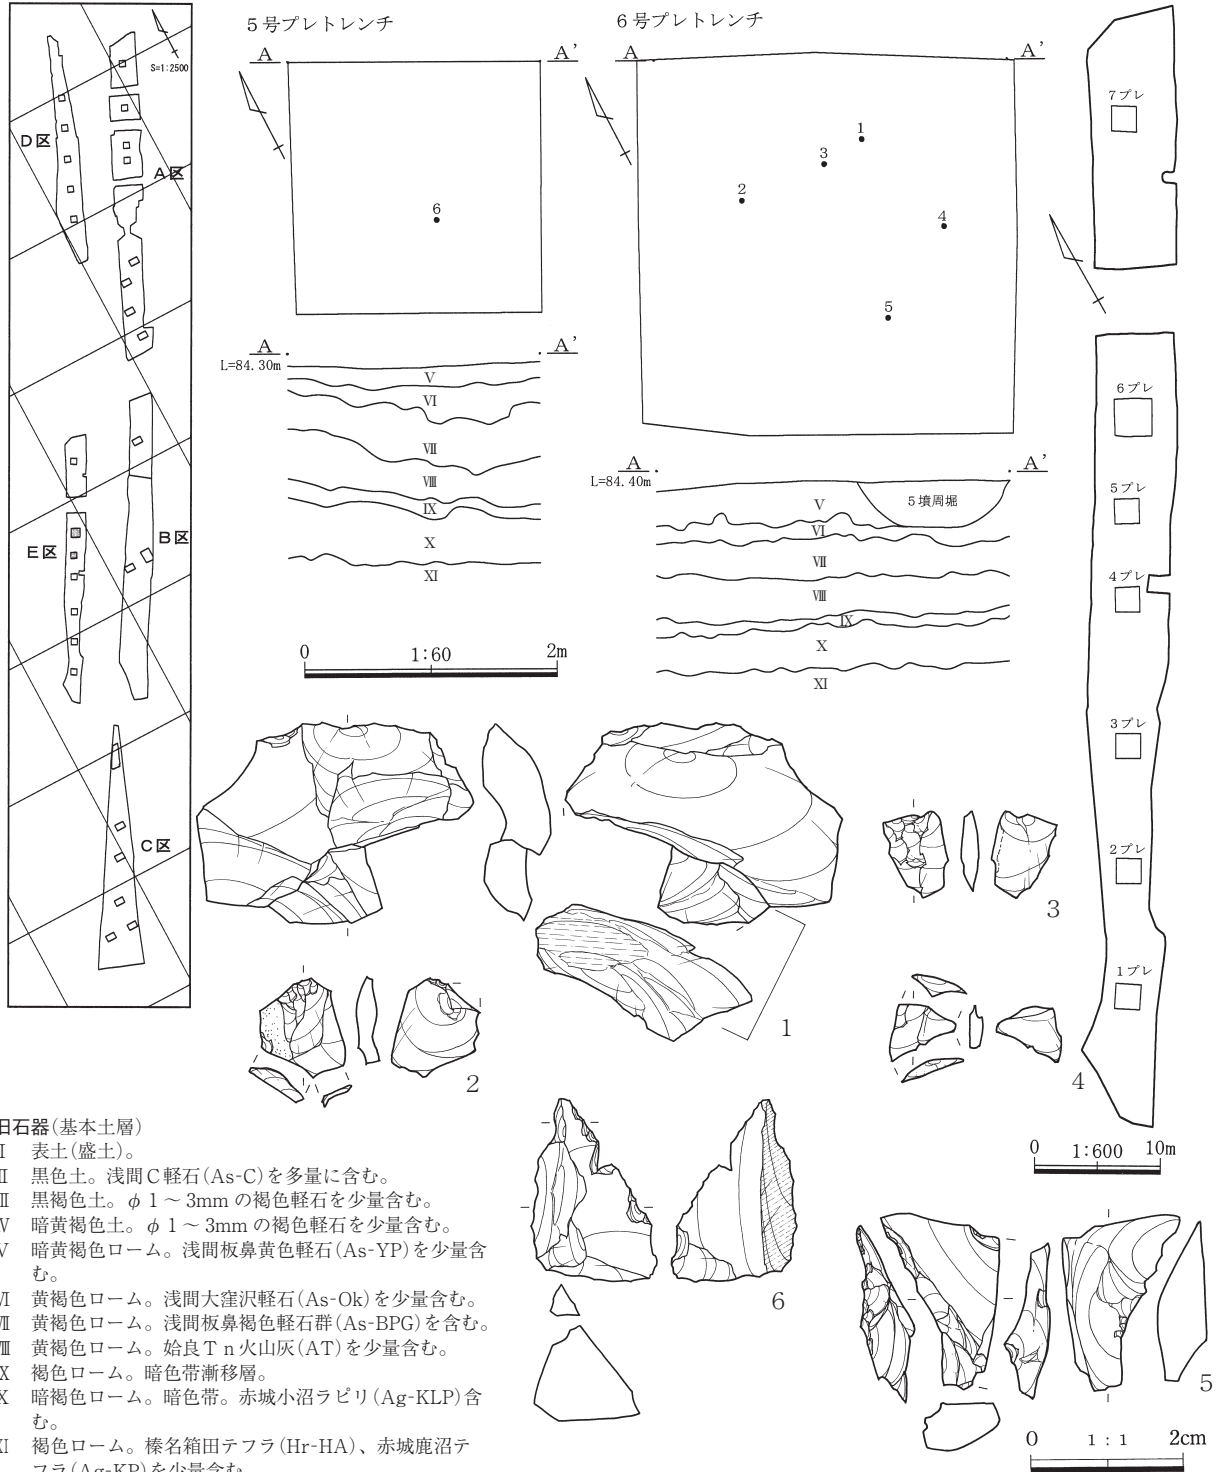 S=1:2500
D区
A区
E区
B区
C区
5号プレトレンチ
A A'
6
A A'
L=84.30m
Ⅴ
Ⅵ
Ⅶ
Ⅷ
Ⅸ
Ⅹ
Ⅺ
0 1:60 2m
6号プレトレンチ
A A'
1
3
2
4
5
A A'
L=84.40m
Ⅴ
5墳周堀
Ⅵ
Ⅶ
Ⅷ
Ⅸ
Ⅹ
Ⅺ
7プレ
6プレ
5プレ
4プレ
3プレ
2プレ
1プレ
0 1:600 10m
1
2
3
4
6
5
0 1:1 2cm
旧石器(基本土層)
Ⅰ 表土(盛土)。
Ⅱ 黒色土。浅間C軽石(As-C)を多量に含む。
黒褐色土。φ1～3mmの褐色軽石を少量含む。
暗黄褐色土。φ1～3mmの褐色軽石を少量含む。
Ⅴ 暗黄褐色ローム。浅間板鼻黄色軽石(As-YP)を少量含
む。
Ⅵ 黄褐色ローム。浅間大窪沢軽石(As-Ok)を少量含む。
Ⅶ 黄褐色ローム。浅間板鼻褐色軽石群(As-BPG)を含む。
Ⅷ 黄褐色ローム。姶良Tn火山灰(AT)を少量含む。
Ⅸ 褐色ローム。暗色帯漸移層。
Ⅹ 暗褐色ローム。暗色帯。赤城小沼ラピリ(Ag-KLP)含
む。
Ⅺ 褐色ローム。榛名箱田テフラ(Hr-HA)、赤城鹿沼テ
フラ(Ag-KP)を少量含む